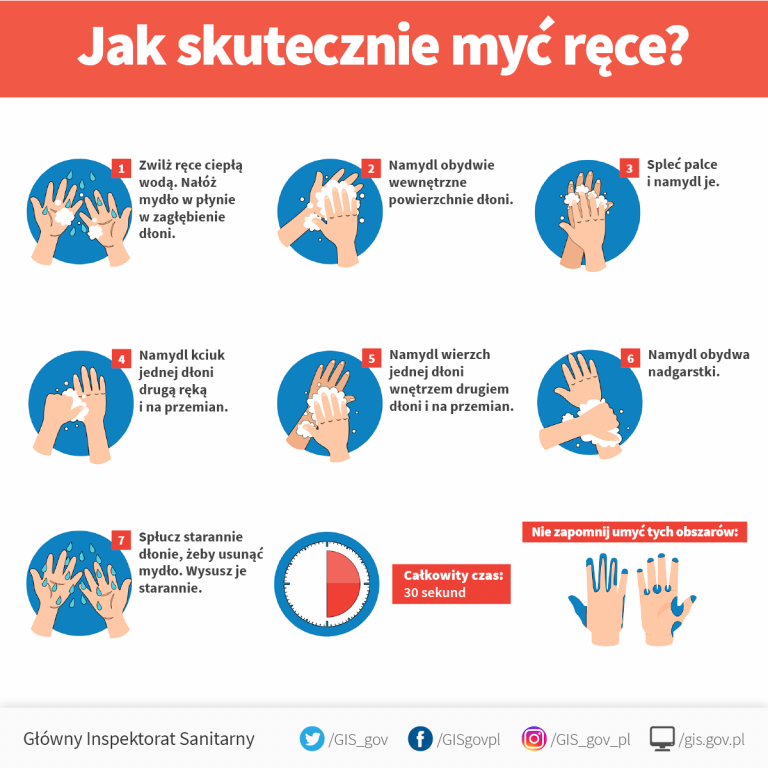 Jak skutecznie myć ręce?
1
Zwilż ręce ciepłą
wodą. Nałóż
mydło w płynie
w zagłębienie
dłoni.
2
Namydl obydwie
wewnętrzne
powierzchnie dłoni.
3
Spleć palce
i namydl je.
4
Namydl kciuk
jednej dłoni
drugą ręką
i na przemian.
5
Namydl wierzch
jednej dłoni
wnętrzem drugiem
dłoni i na przemian.
6
Namydl obydwa
nadgarstki.
7
Spłucz starannie
dłonie, żeby usunąć
mydło. Wysusz je
starannie.
Całkowity czas:
30 sekund
Nie zapomnij umyć tych obszarów:
Główny Inspektorat Sanitarny
/GIS_gov
/GISgovpl
/GIS_gov_pl
/gis.gov.pl